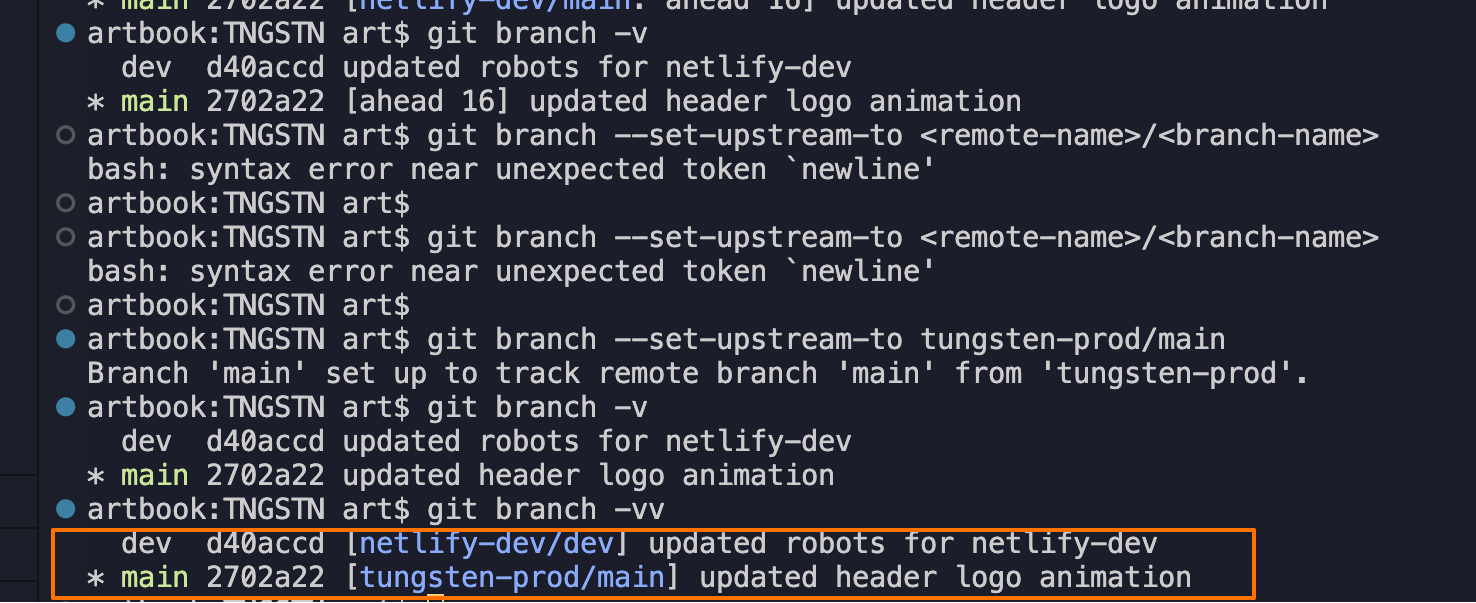 * main 2702a22 [netlify-dev/main: ahead 16] updated header logo animation
artbook:TNGSTN art$ git branch -v
dev d40accd updated robots for netlify-dev
* main 2702a22 [ahead 16] updated header logo animation
artbook:TNGSTN art$ git branch --set-upstream-to <remote-name>/<branch-name>
bash: syntax error near unexpected token `newline'
artbook:TNGSTN art$
artbook:TNGSTN art$ git branch --set-upstream-to <remote-name>/<branch-name>
bash: syntax error near unexpected token `newline'
artbook:TNGSTN art$
artbook:TNGSTN art$ git branch --set-upstream-to tungsten-prod/main
Branch 'main' set up to track remote branch 'main' from 'tungsten-prod'.
artbook:TNGSTN art$ git branch -v
dev d40accd updated robots for netlify-dev
* main 2702a22 updated header logo animation
artbook:TNGSTN art$ git branch -vv
dev d40accd [netlify-dev/dev] updated robots for netlify-dev
* main 2702a22 [tungsten-prod/main] updated header logo animation